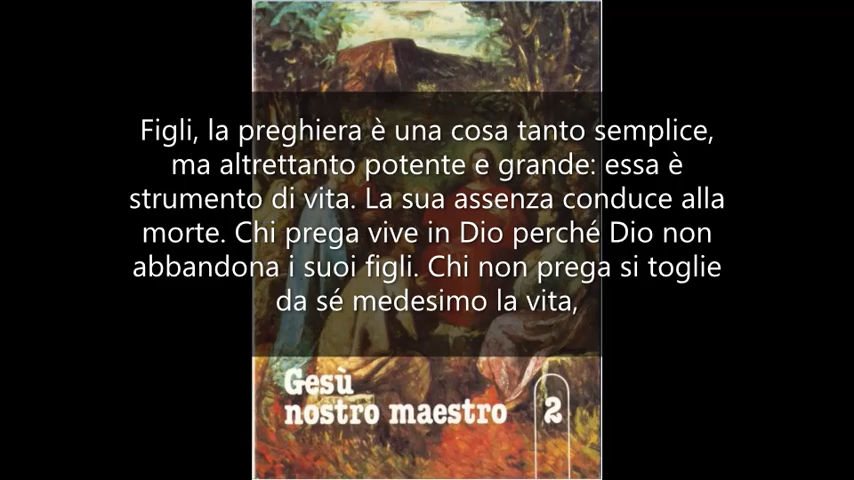 Figli, la preghiera è una cosa tanto semplice,
ma altrettanto potente e grande: essa è
strumento di vita. La sua assenza conduce alla
morte. Chi prega vive in Dio perché Dio non
abbandona i suoi figli. Chi non prega si toglie
da sé medesimo la vita,
Gesù
nostro maestro
2